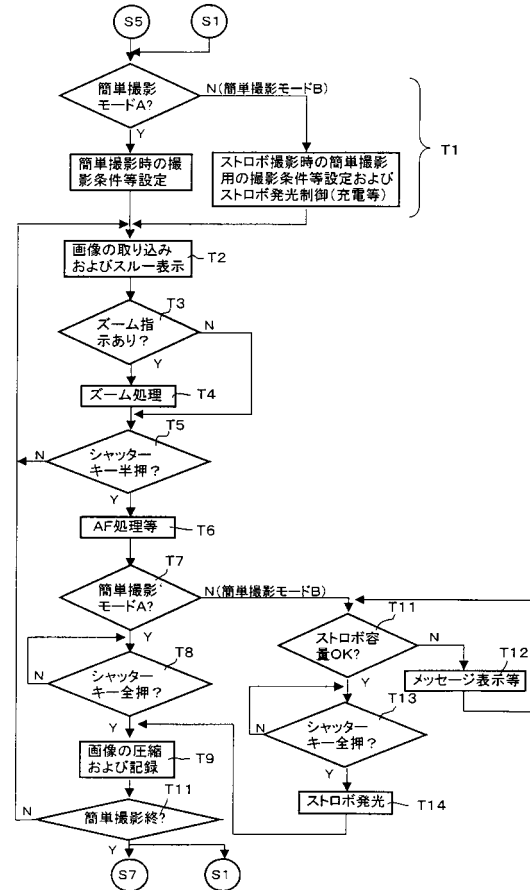 S5
S1
簡単撮影
モードA?
N(簡単撮影モードB)
Y
T1
簡単撮影時の撮
影条件等設定
ストロボ撮影時の簡単撮影
用の撮影条件等設定および
ストロボ発光制御(充電等)
画像の取り込み
およびスルー表示
T2
T3
ズーム指
示あり?
N
Y
ズーム処理
T4
T5
シャッター
キー半押?
N
Y
AF処理等
T6
T7
簡単撮影
モードA?
N(簡単撮影モードB)
Y
T11
ストロボ容
量OK?
N
T12
メッセージ表示等
Y
T8
シャッター
キー全押?
N
Y
T13
シャッター
キー全押?
N
Y
画像の圧縮
および記録
T9
ストロボ発光
T14
T11
簡単撮影終?
N
Y
S7
S1